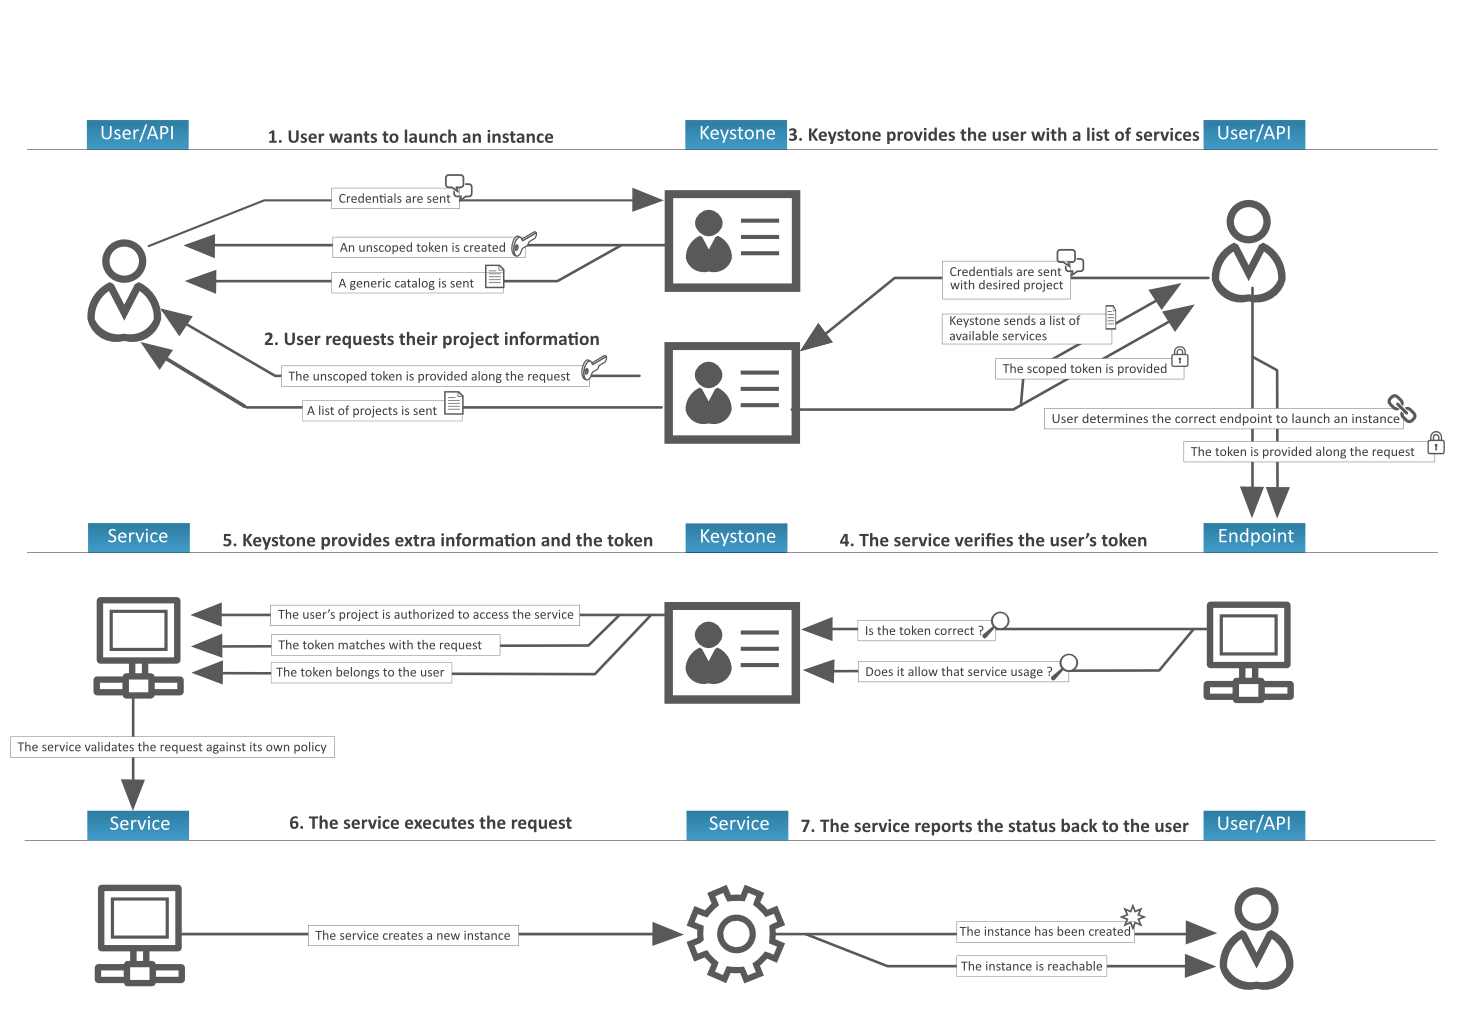 User/API
1. User wants to launch an instance
Keystone
3. Keystone provides the user with a list of services
User/API
Credentials are sent
An unscoped token is created
A generic catalog is sent
2. User requests their project information
The unscoped token is provided along the request
A list of projects is sent
Credentials are sent
with desired project
Keystone sends a list of
available services
The scoped token is provided
User determines the correct endpoint to launch an instance
The token is provided along the request
Service
5. Keystone provides extra information and the token
Keystone
4. The service verifies the user's token
Endpoint
The user's project is authorized to access the service
The token matches with the request
The token belongs to the user
Is the token correct ?
Does it allow that service usage ?
The service validates the request against its own policy
Service
6. The service executes the request
Service
7. The service reports the status back to the user
User/API
The service creates a new instance
The instance has been created
The instance is reachable